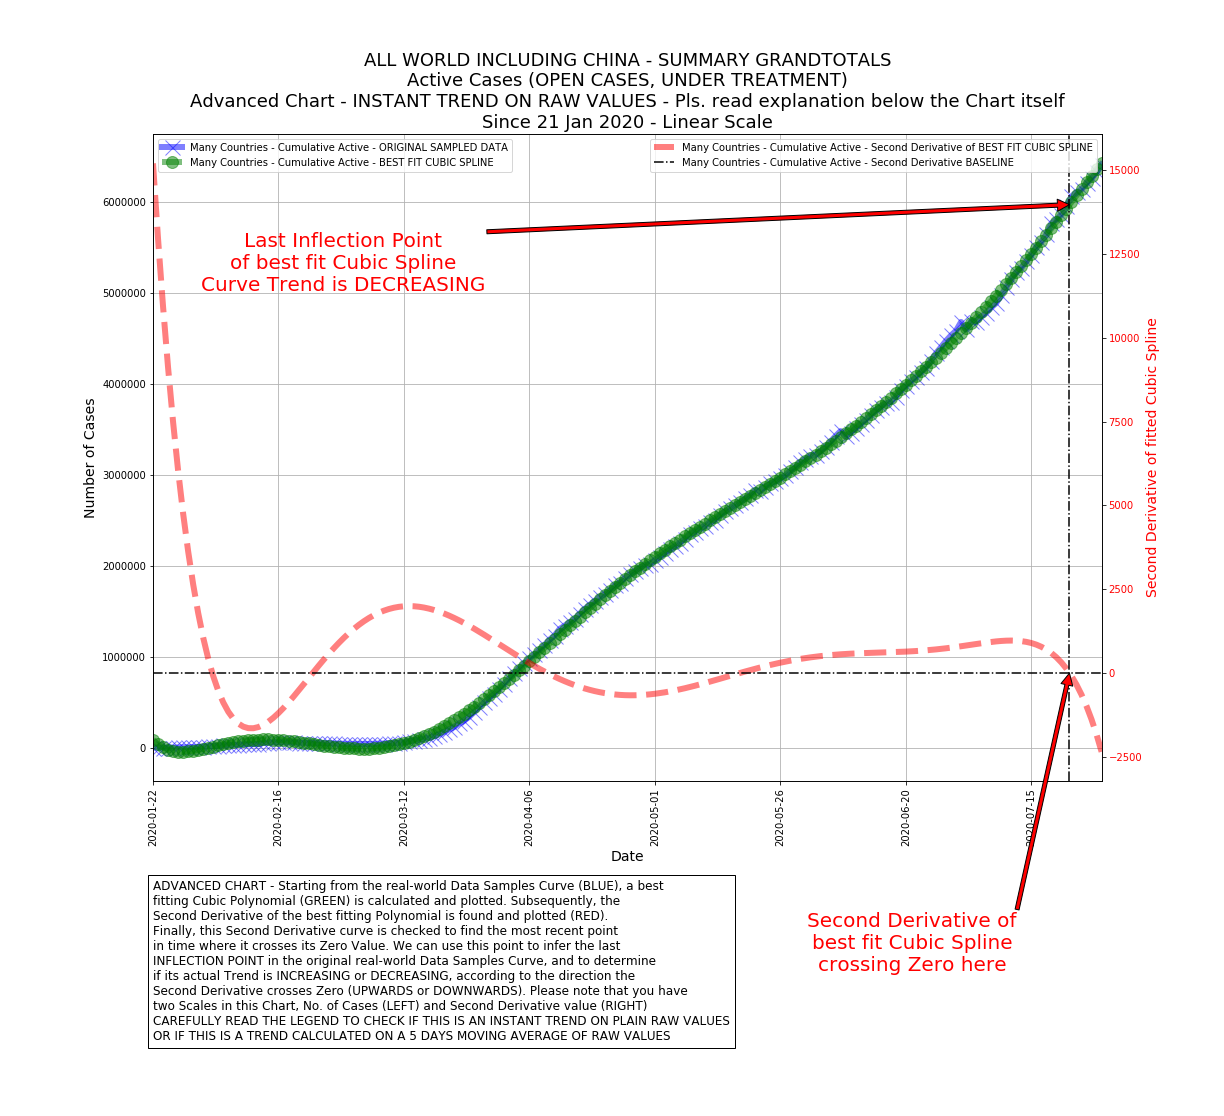 ALL WORLD INCLUDING CHINA - SUMMARY GRANDTOTALS
Active Cases (OPEN CASES, UNDER TREATMENT)
Advanced Chart - INSTANT TREND ON RAW VALUES - Pls. read explanation below the Chart itself
Since 21 Jan 2020 - Linear Scale
Many Countries - Cumulative Active - ORIGINAL SAMPLED DATA
Many Countries - Cumulative Active - BEST FIT CUBIC SPLINE
Many Countries - Cumulative Active - Second Derivative of BEST FIT CUBIC SPLINE
Many Countries - Cumulative Active - Second Derivative BASELINE
Last Inflection Point
of best fit Cubic Spline
Curve Trend is DECREASING
Number of Cases
6000000
5000000
4000000
3000000
2000000
1000000
0
15000
12500
10000
7500
5000
2500
0
−2500
Second Derivative of fitted Cubic Spline
2020-01-22
2020-02-16
2020-03-12
2020-04-06
2020-05-01
2020-05-26
2020-06-20
2020-07-15
Date
Second Derivative of
best fit Cubic Spline
crossing Zero here
ADVANCED CHART - Starting from the real-world Data Samples Curve (BLUE), a best
fitting Cubic Polynomial (GREEN) is calculated and plotted. Subsequently, the
Second Derivative of the best fitting Polynomial is found and plotted (RED).
Finally, this Second Derivative curve is checked to find the most recent point
in time where it crosses its Zero Value. We can use this point to infer the last
INFLECTION POINT in the original real-world Data Samples Curve, and to determine
if its actual Trend is INCREASING or DECREASING, according to the direction the
Second Derivative crosses Zero (UPWARDS or DOWNWARDS). Please note that you have
two Scales in this Chart, No. of Cases (LEFT) and Second Derivative value (RIGHT)
CAREFULLY READ THE LEGEND TO CHECK IF THIS IS AN INSTANT TREND ON PLAIN RAW VALUES
OR IF THIS IS A TREND CALCULATED ON A 5 DAYS MOVING AVERAGE OF RAW VALUES